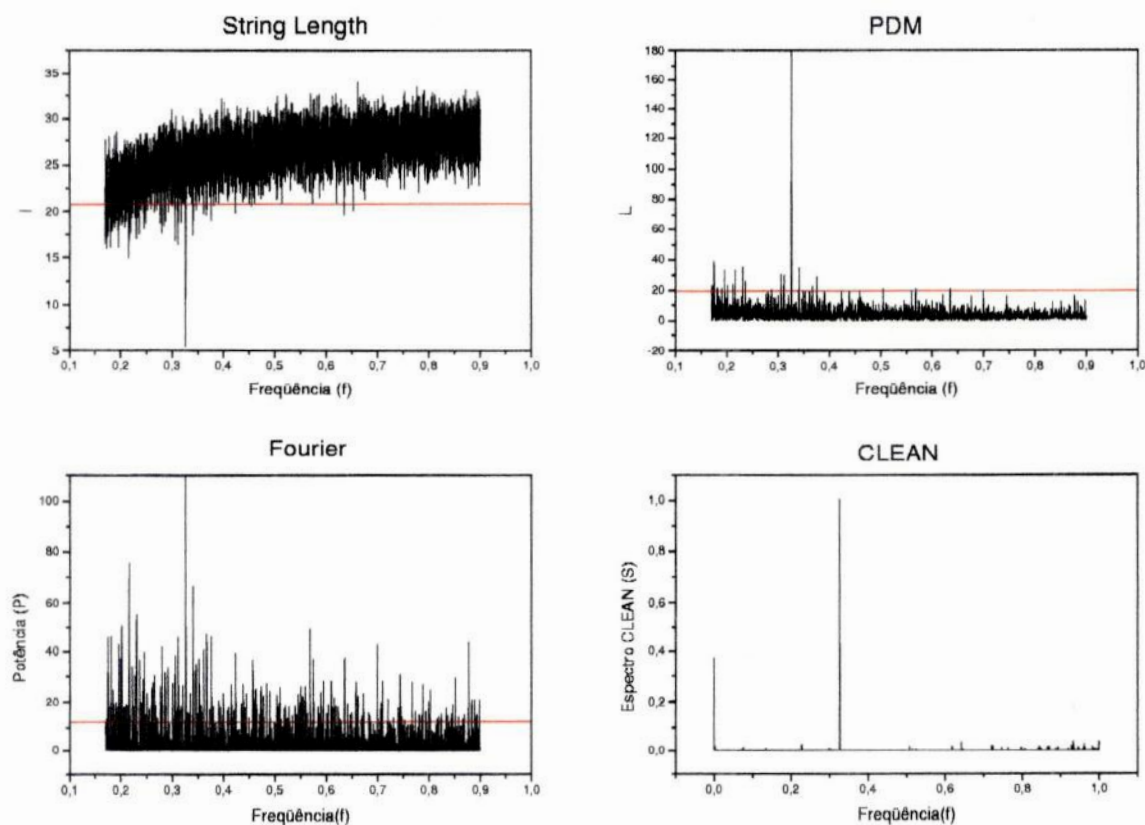 String Length
35
30
25
20
15
10
5
l
0,1 0,2 0,3 0,4 0,5 0,6 0,7 0,8 0,9 1,0
Freqüência (f)
PDM
180
160
140
120
100
80
60
40
20
0
-20
L
0,1 0,2 0,3 0,4 0,5 0,6 0,7 0,8 0,9 1,0
Freqüência (f)
Fourier
100
80
60
40
20
0
Potência (P)
0,1 0,2 0,3 0,4 0,5 0,6 0,7 0,8 0,9 1,0
Freqüência(f)
CLEAN
1,0
0,8
0,6
0,4
0,2
0,0
Espectro CLEAN (S)
0,0 0,2 0,4 0,6 0,8 1,0
Freqüência(f)